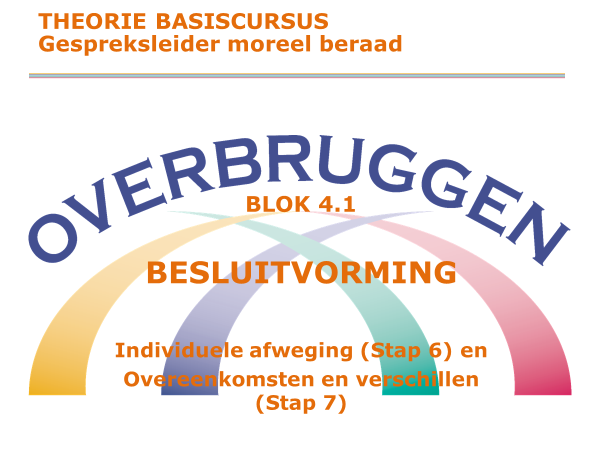 THEORIE BASISCURSUS
Gespreksleider moreel beraad
OVERBRUGGEN
BLOK 4.1
BESLUITVORMING
Individuele afweging (Stap 6) en
Overeenkomsten en verschillen
(Stap 7)